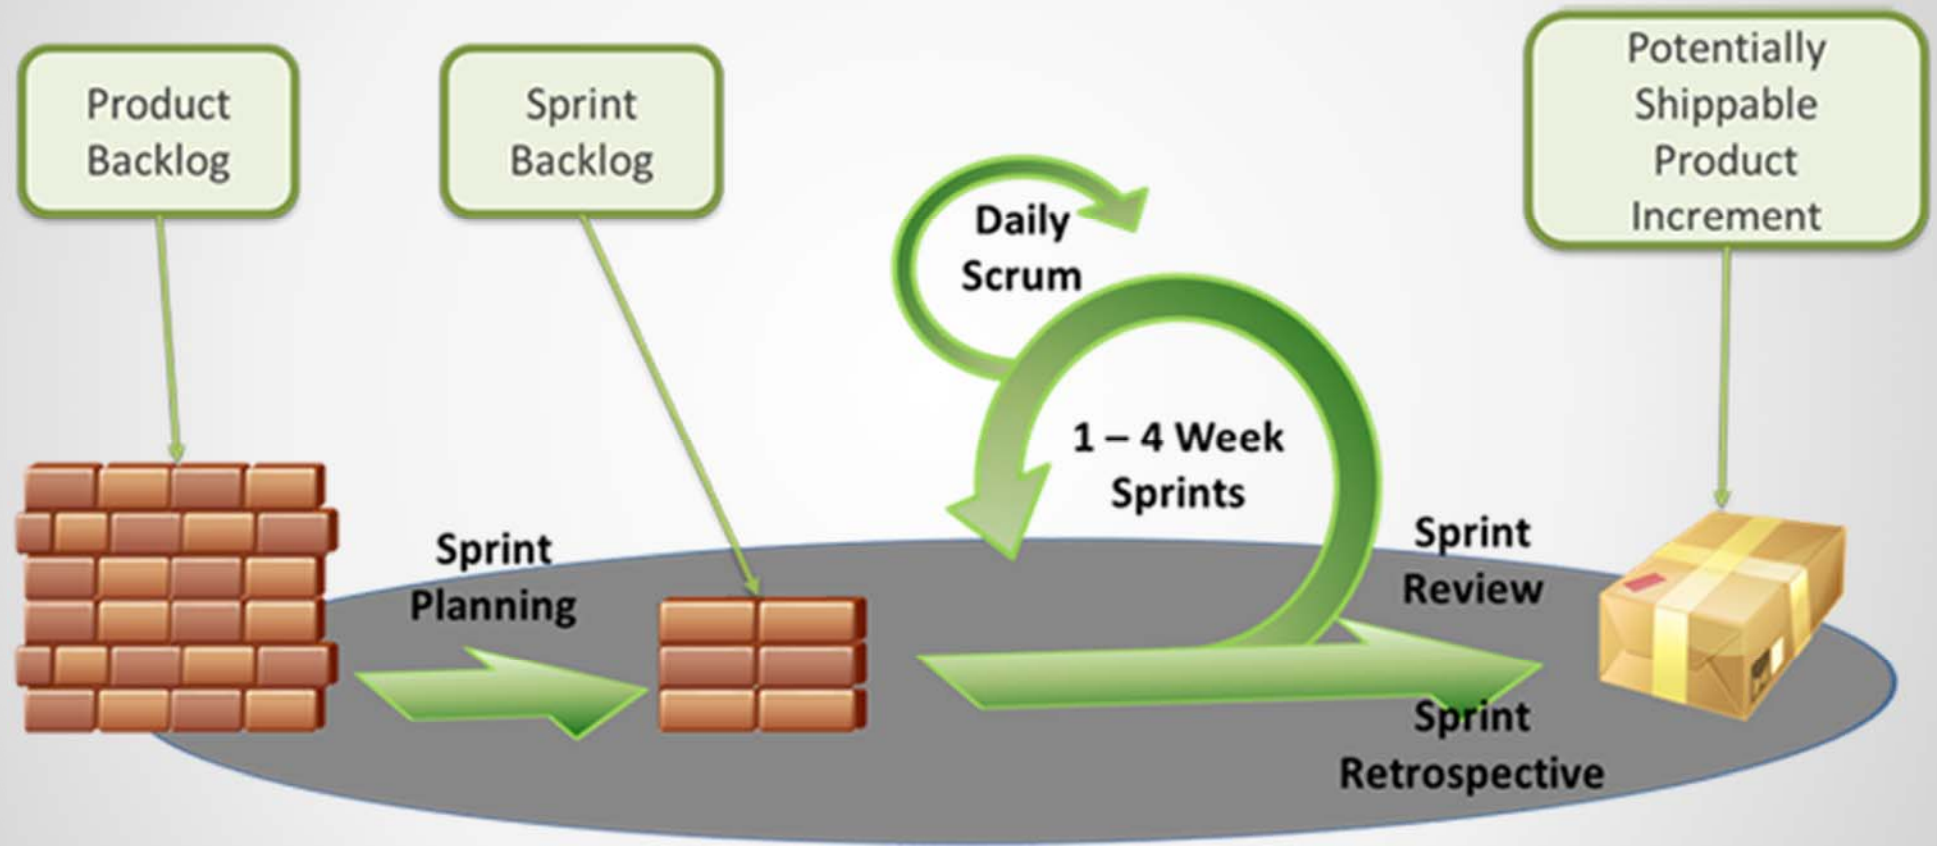 Product
Backlog
Sprint
Backlog
Potentially
Shippable
Product
Increment
Daily
Scrum
1 – 4 Week
Sprints
Sprint
Planning
Sprint
Review
Sprint
Retrospective